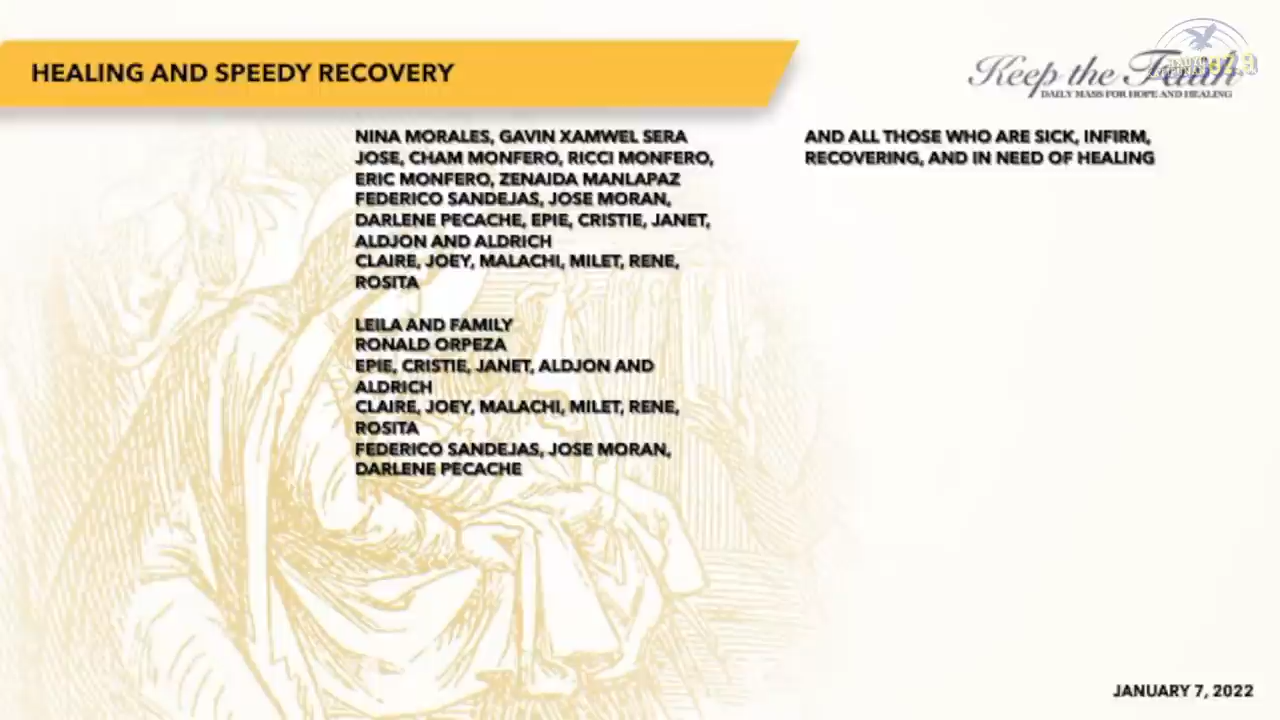 HEALING AND SPEEDY RECOVERY
Keep the Faith
DAILY MASS FOR HOPE AND HEALING
97.9
NINA MORALES, GAVIN XAMWEL SERA
JOSE, CHAM MONFERO, RICCI MONFERO,
ERIC MONFERO, ZENAIDA MANLAPAZ
FEDERICO SANDEJAS, JOSE MORAN,
DARLENE PECACHE, EPIE, CRISTIE, JANET,
ALDJON AND ALDRICH
CLAIRE, JOEY, MALACHI, MILET, RENE,
ROSITA
LEILA AND FAMILY
RONALD ORPEZA
EPIE, CRISTIE, JANET, ALDJON AND
ALDRICH
CLAIRE, JOEY, MALACHI, MILET, RENE,
ROSITA
FEDERICO SANDEJAS, JOSE MORAN,
DARLENE PECACHE
AND ALL THOSE WHO ARE SICK, INFIRM,
RECOVERING, AND IN NEED OF HEALING
JANUARY 7, 2022